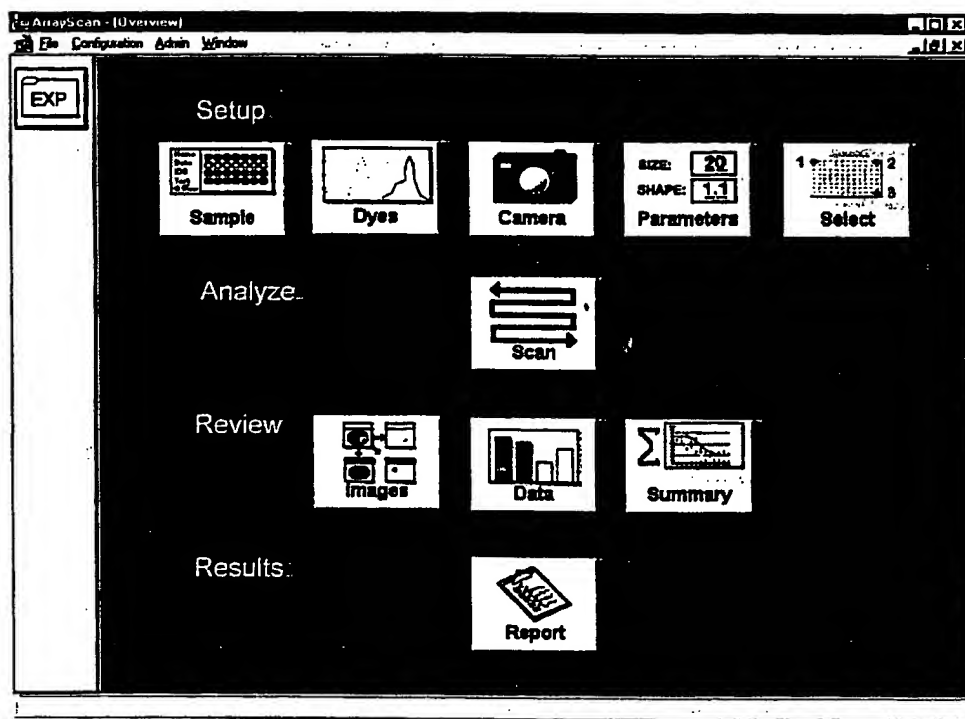 ArrayScan - [Overview]
File Configuration Admin Window
EXP
Setup
Sample
Dyes
Camera
SIZE: 20
SHAPE: 1.1
Parameters
1 2
3
Select
Analyze
Scan
Review
Images
Data
Σ
Summary
Results
Report